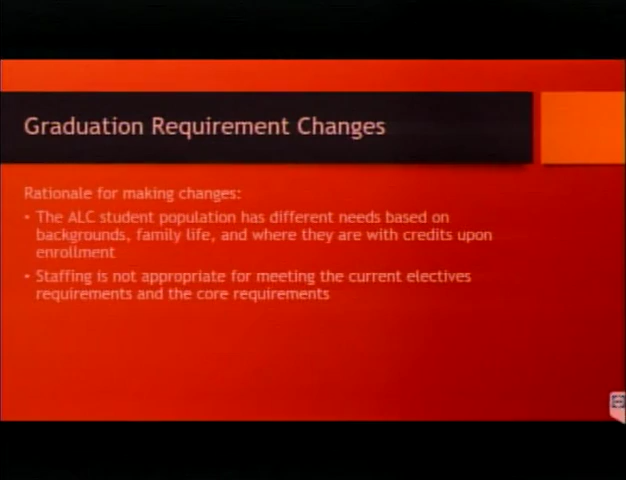 Graduation Requirement Changes
Rationale for making changes:
• The ALC student population has different needs based on
backgrounds, family life, and where they are with credits upon
enrollment
• Staffing is not appropriate for meeting the current electives
requirements and the core requirements